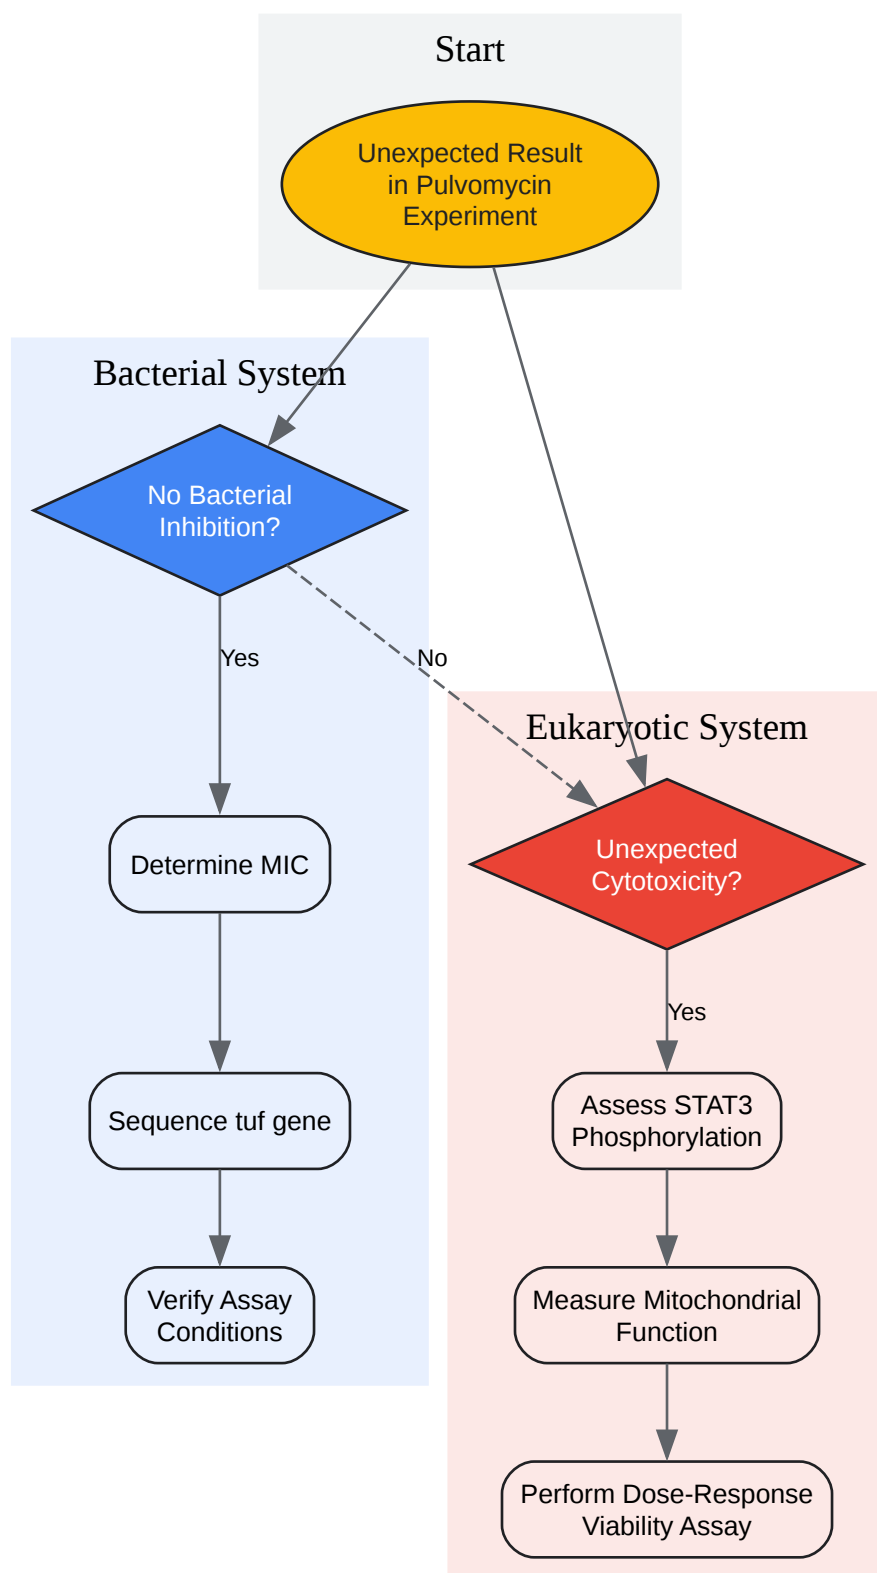 Start
Unexpected Result
in Pulvomycin
Experiment
Bacterial System
No Bacterial
Inhibition?
Yes
No
Determine MIC
Sequence tuf gene
Verify Assay
Conditions
Eukaryotic System
Unexpected
Cytotoxicity?
Yes
Assess STAT3
Phosphorylation
Measure Mitochondrial
Function
Perform Dose-Response
Viability Assay